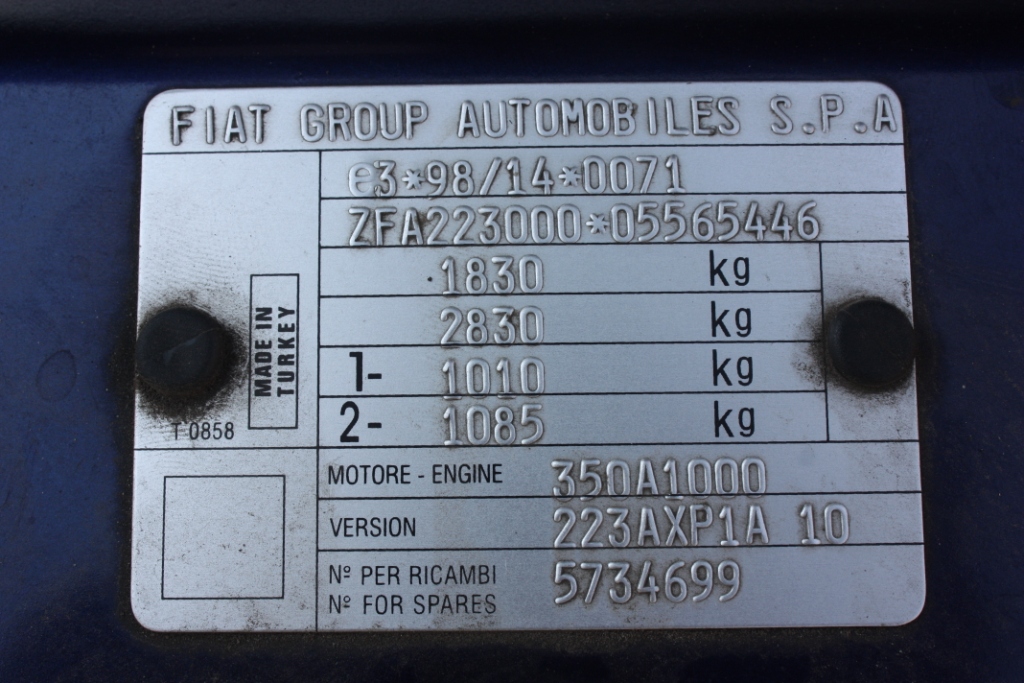 FIAT GROUP AUTOMOBILES S.P.A
e3*98/14*0071
ZFA223000*05565446
1830 kg
2830 kg
1- 1010 kg
2- 1085 kg
MADE IN
TURKEY
T 0858
MOTORE - ENGINE 350A1000
VERSION 223AXP1A 10
Nº PER RICAMBI 5734699
Nº FOR SPARES